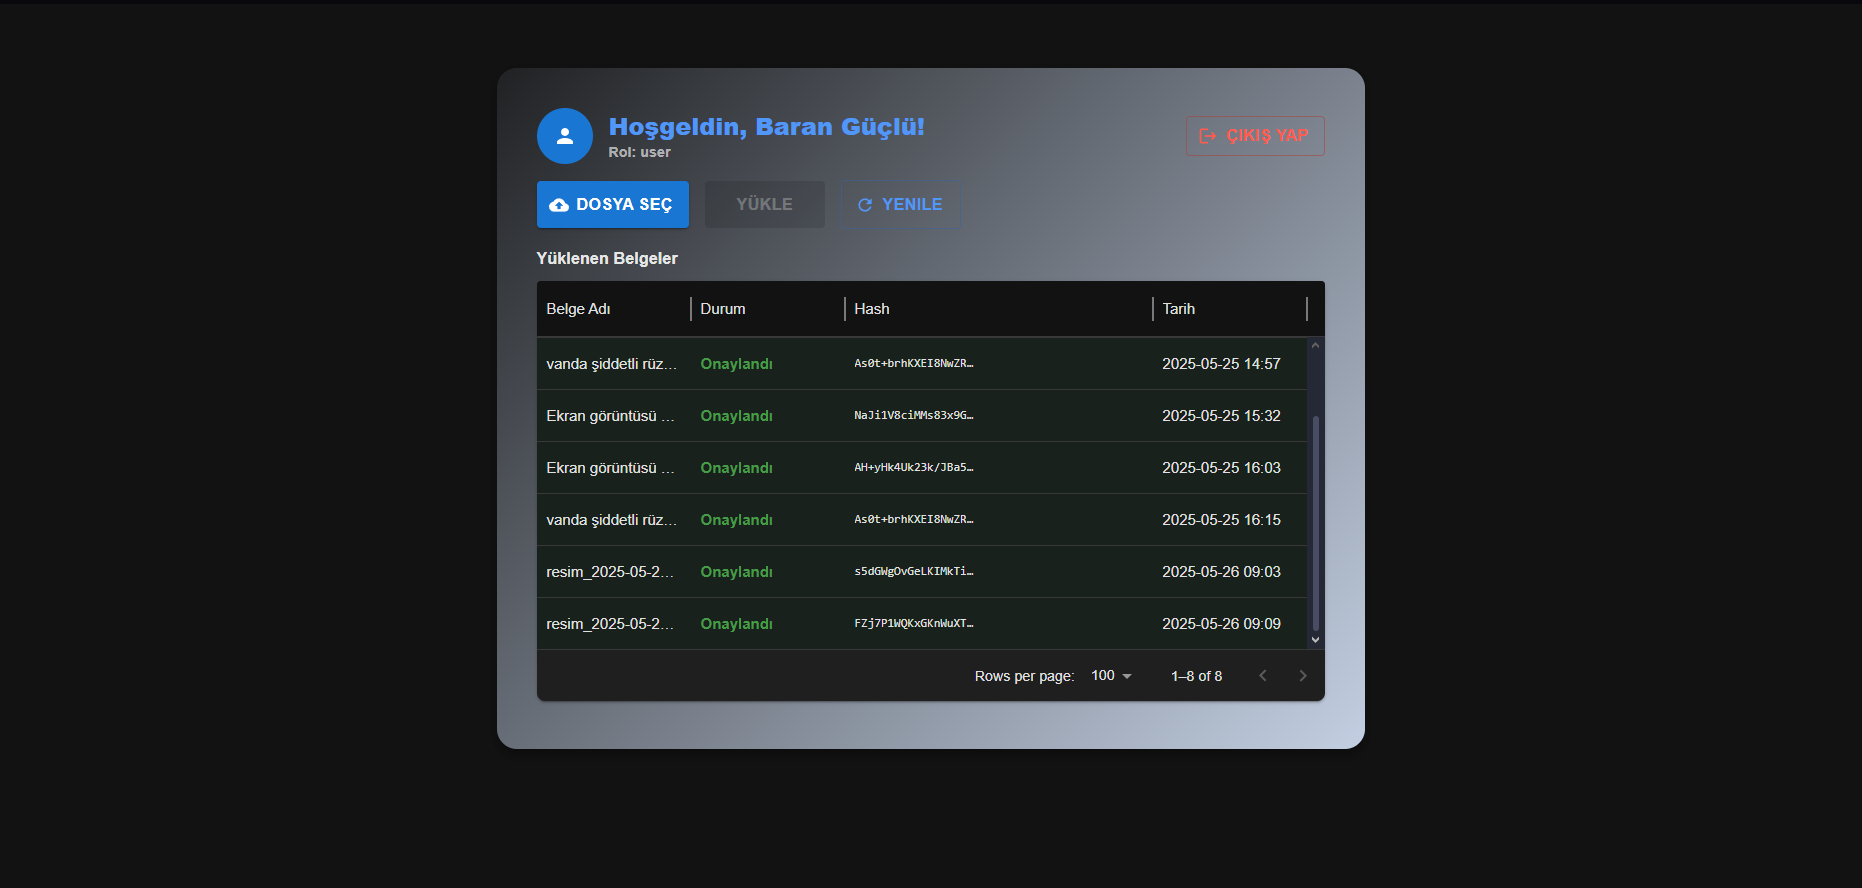 Hoşgeldin, Baran Güçlü!
Rol: user
ÇIKIŞ YAP
DOSYA SEÇ YÜKLE YENILE
Yüklenen Belgeler
Belge Adı Durum Hash Tarih
vanda şiddetli rüz... Onaylandı As0t+brhKXEI8NwZR… 2025-05-25 14:57
Ekran görüntüsü ... Onaylandı NaJi1V8ciMMs83x9G… 2025-05-25 15:32
Ekran görüntüsü ... Onaylandı AH+yHk4Uk23k/JBa5… 2025-05-25 16:03
vanda şiddetli rüz... Onaylandı As0t+brhKXEI8NwZR… 2025-05-25 16:15
resim_2025-05-2... Onaylandı s5dGWgOvGeLKIMkTi… 2025-05-26 09:03
resim_2025-05-2... Onaylandı FZj7P1WQKxGKnWuXT… 2025-05-26 09:09
Rows per page: 100 1–8 of 8